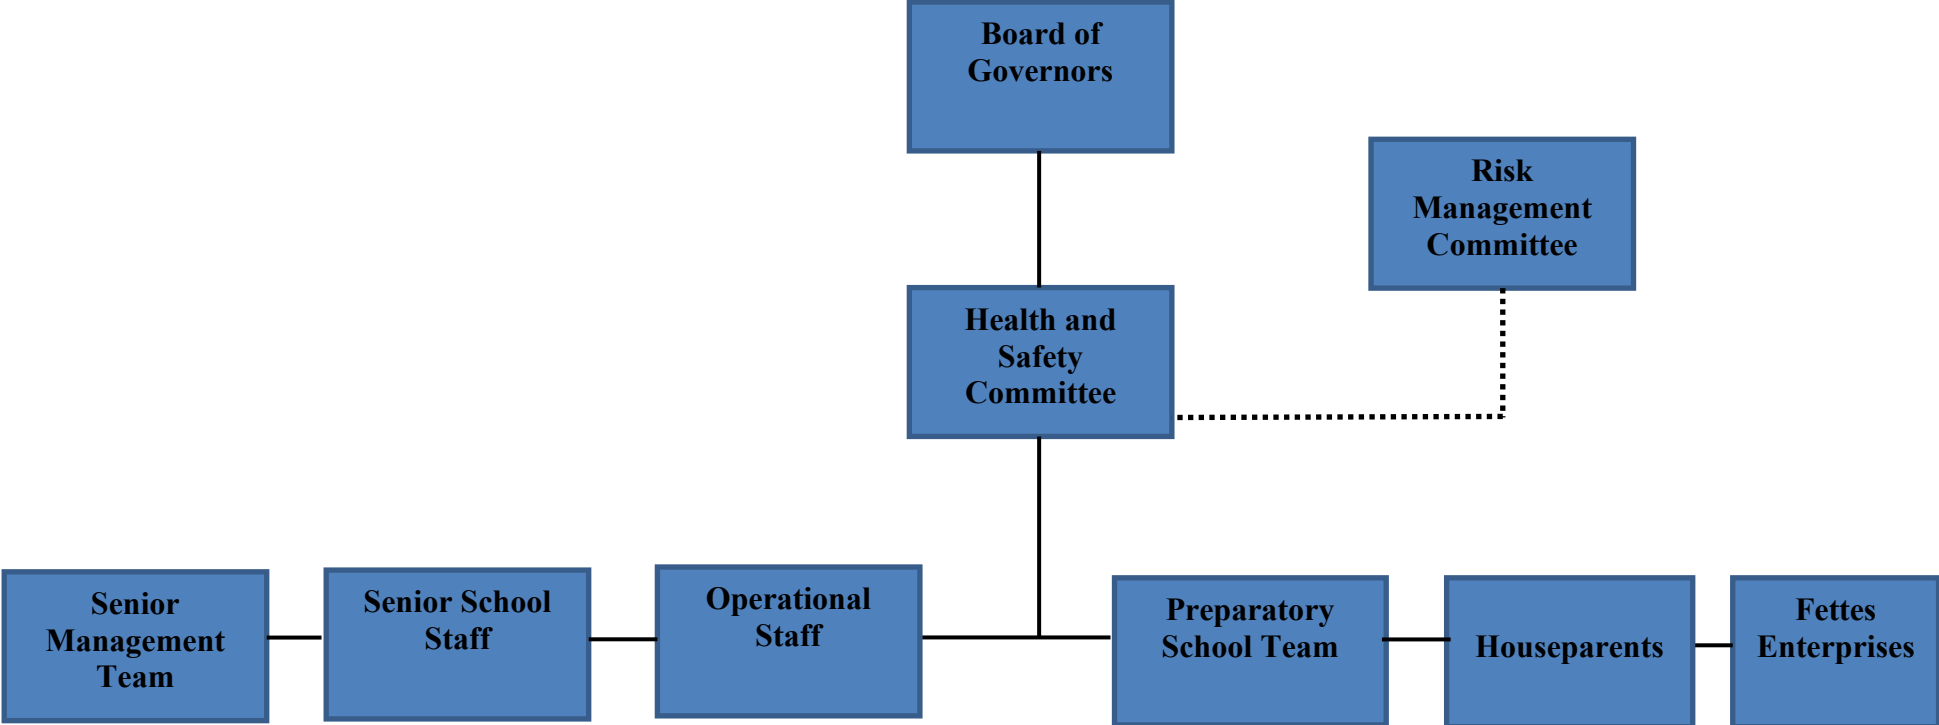 Board of
Governors
Risk
Management
Committee
Health and
Safety
Committee
Senior
Management
Team
Senior School
Staff
Operational
Staff
Preparatory
School Team
Houseparents
Fettes
Enterprises